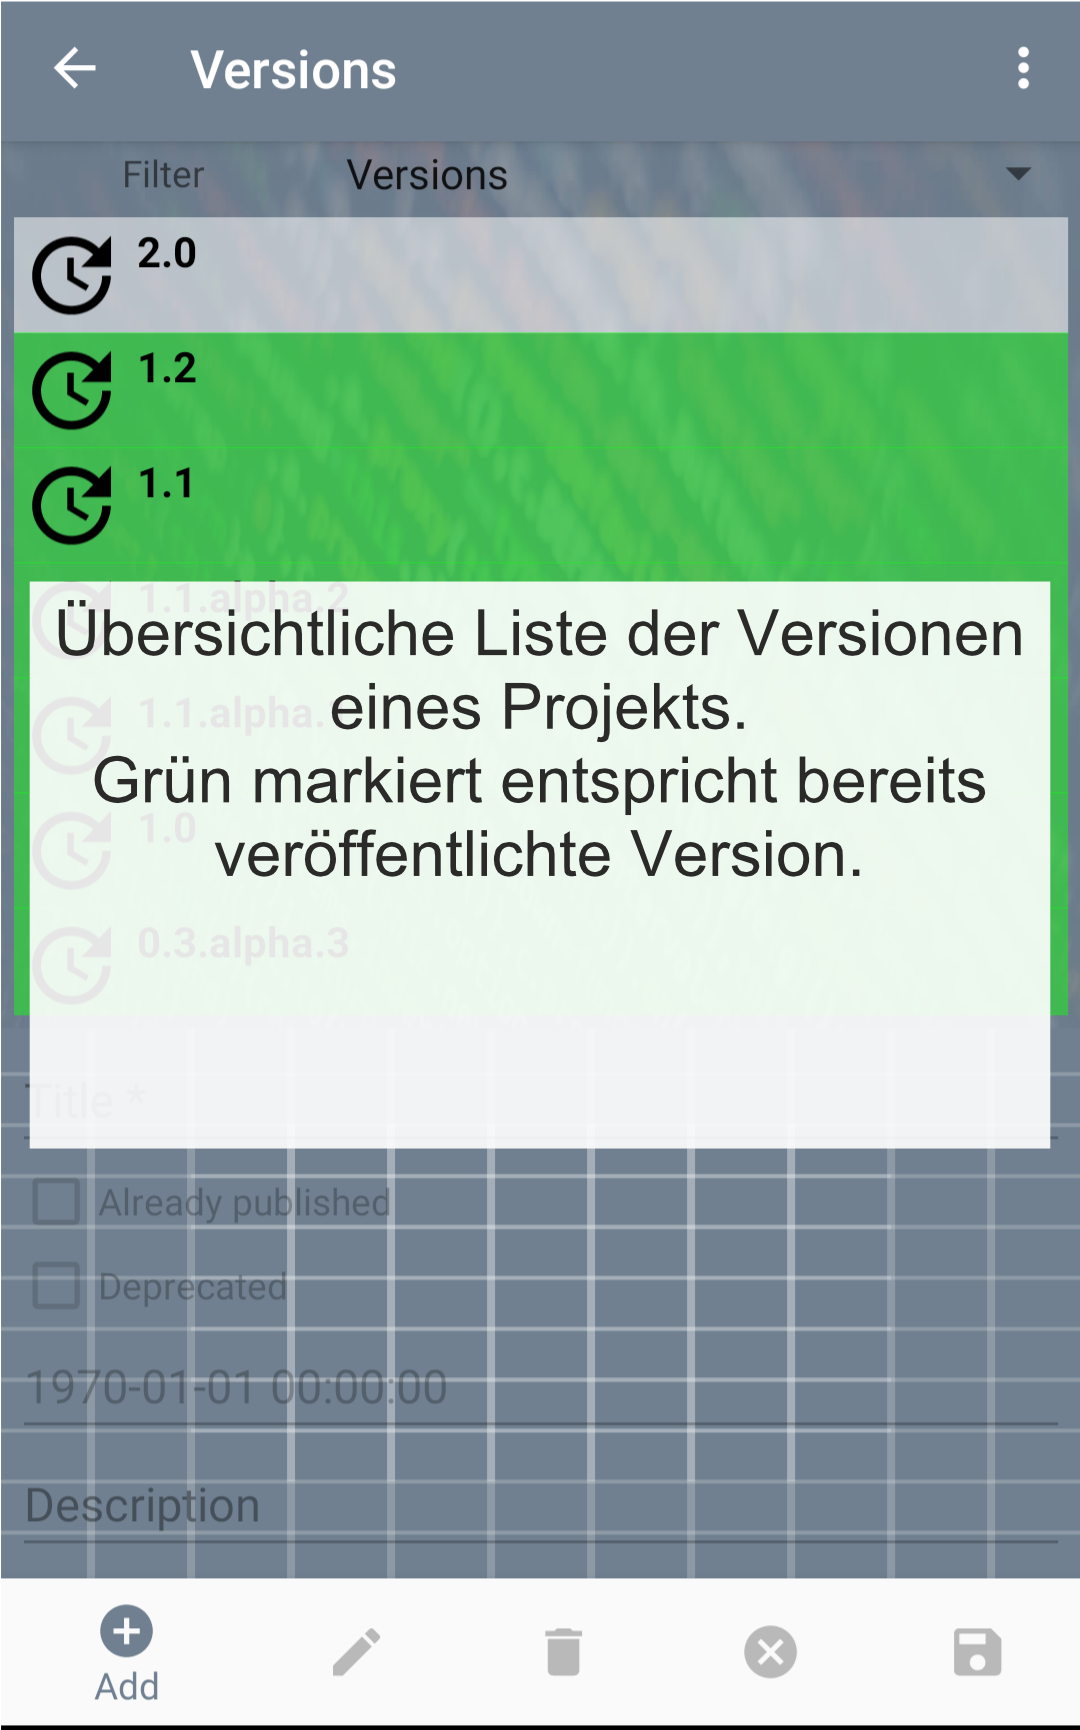 Versions
Filter Versions
2.0
1.2
1.1
1.1.alpha.2
Übersichtliche Liste der Versionen
1.1.alpha.
eines Projekts.
Grün markiert entspricht bereits
1.0
veröffentlichte Version.
0.3.alpha.3
Title *
Already published
Deprecated
1970-01-01 00:00:00
Description
Add